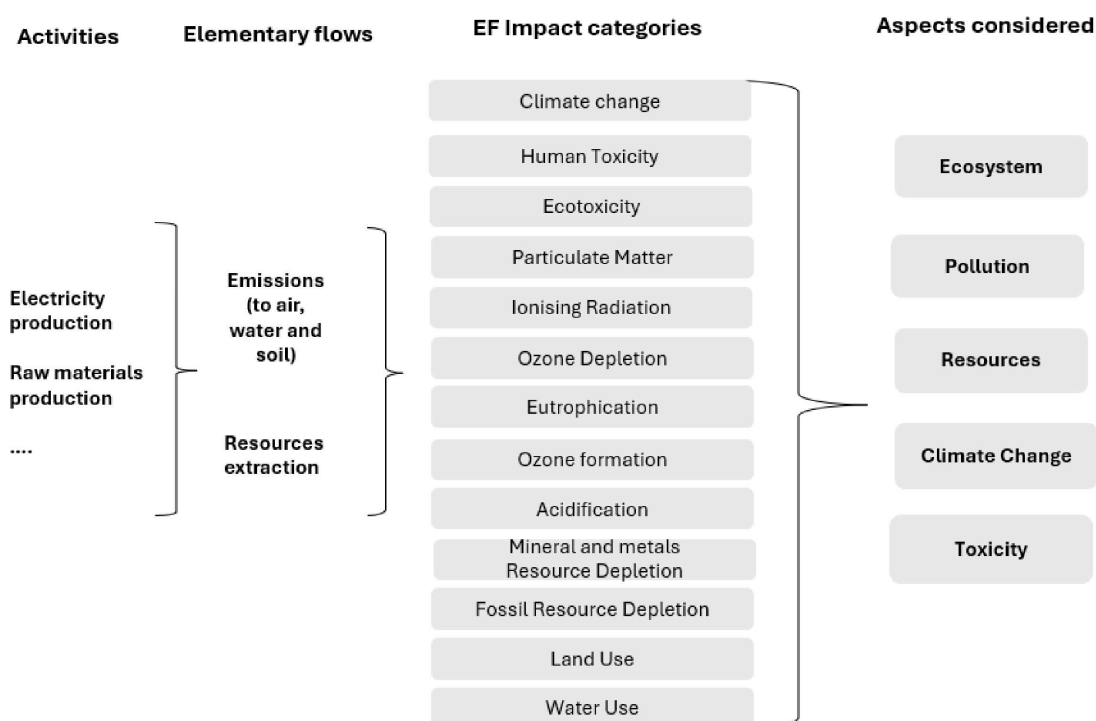 Activities
Elementary flows
EF Impact categories
Aspects considered
Electricity
production
Raw materials
production
....
Emissions
(to air,
water and
soil)
Resources
extraction
Climate change
Human Toxicity
Ecotoxicity
Particulate Matter
Ionising Radiation
Ozone Depletion
Eutrophication
Ozone formation
Acidification
Mineral and metals
Resource Depletion
Fossil Resource Depletion
Land Use
Water Use
Ecosystem
Pollution
Resources
Climate Change
Toxicity